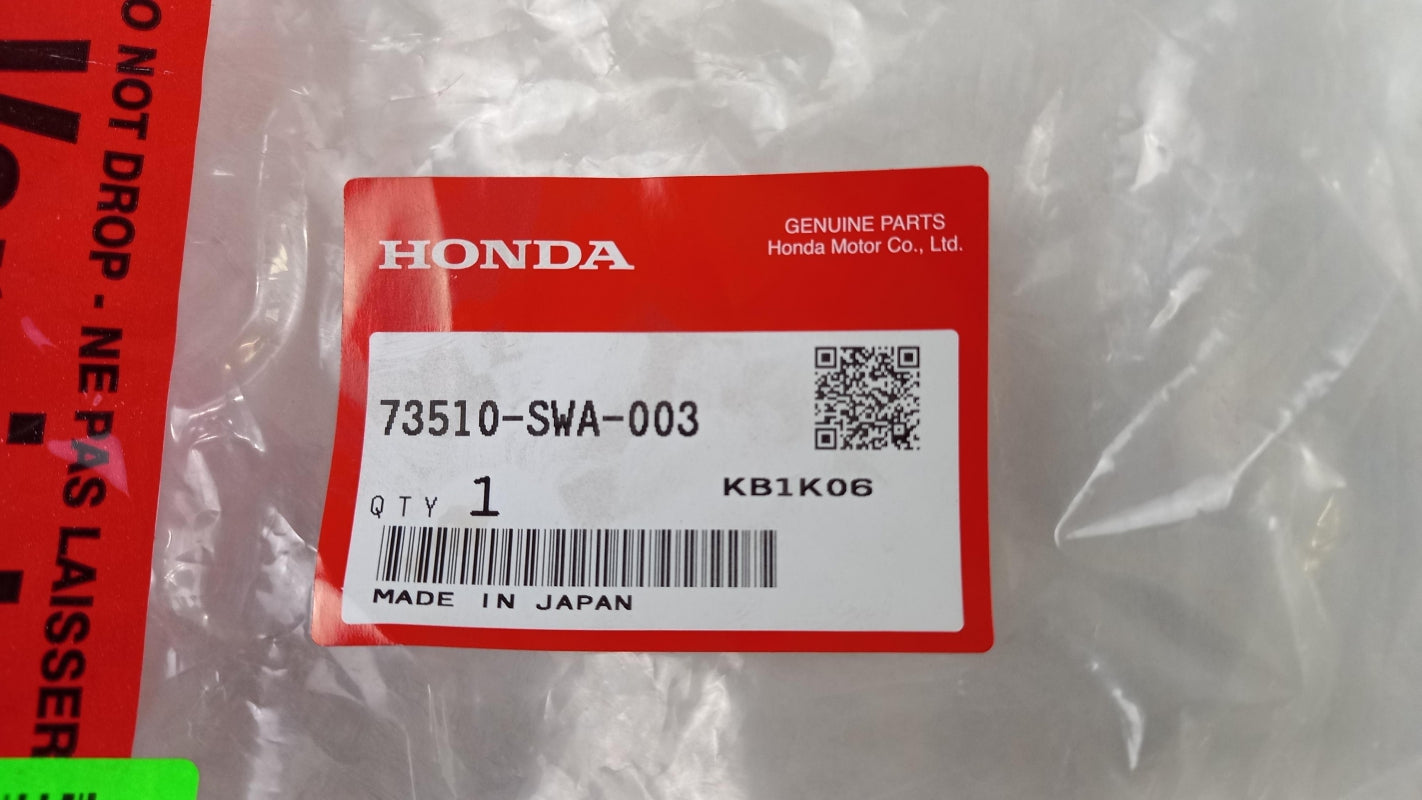 O NOT DROP - NE PAS LAISSER
HONDA
GENUINE PARTS
Honda Motor Co., Ltd.
73510-SWA-003
QTY 1
KB1K06
MADE IN JAPAN